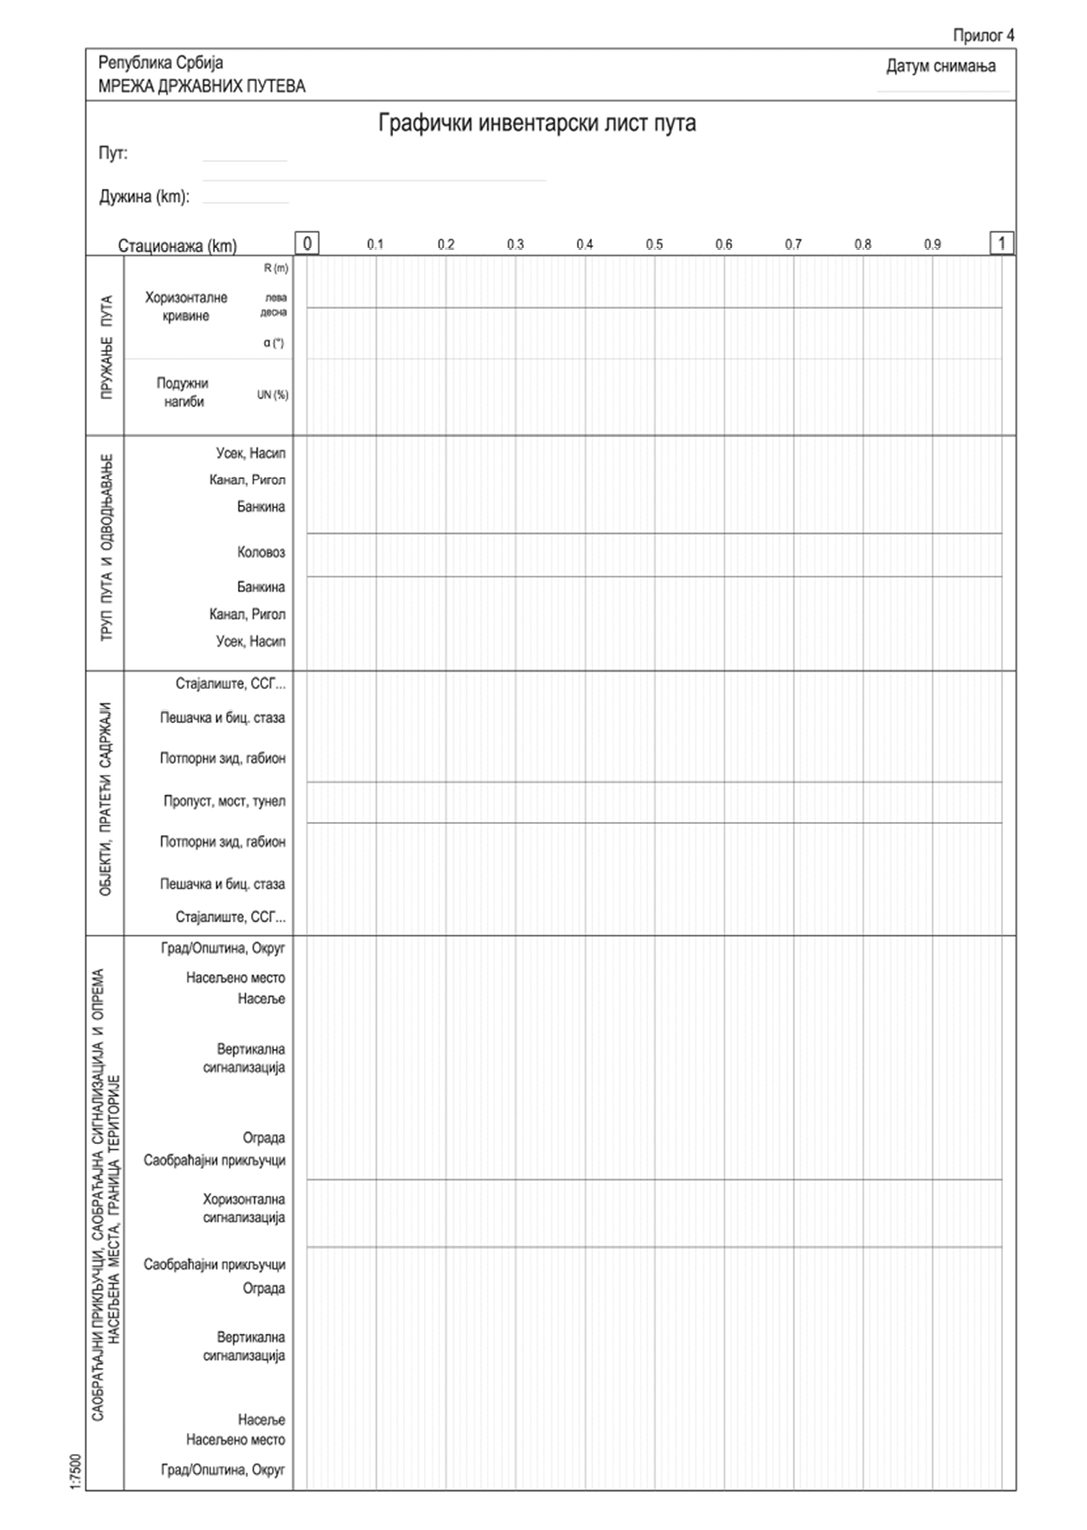 Прилог 4
Република Србија
МРЕЖА ДРЖАВНИХ ПУТЕВА
Датум снимања
Графички инвентарски лист пута
Пут:
Дужина (km):
Стационажа (km)
0 0.1 0.2 0.3 0.4 0.5 0.6 0.7 0.8 0.9 1
ПРУЖАЊЕ ПУТА
R (m)
Хоризонталне
кривине
лева
десна
α (°)
Подужни
нагиби
UN (%)
ТРУП ПУТА И ОДВОДЊАВАЊЕ
Усек, Насип
Канал, Ригол
Банкина
Коловоз
Банкина
Канал, Ригол
Усек, Насип
ОБЈЕКТИ, ПРАТЕЋИ САДРЖАЈИ
Стајалиште, ССГ...
Пешачка и биц. стаза
Потпорни зид, габион
Пропуст, мост, тунел
Потпорни зид, габион
Пешачка и биц. стаза
Стајалиште, ССГ...
САОБРАЋАЈНИ ПРИКЉУЧЦИ, САОБРАЋАЈНА СИГНАЛИЗАЦИЈА И ОПРЕМА
НАСЕЉЕНА МЕСТА, ГРАНИЦА ТЕРИТОРИЈЕ
Град/Општина, Округ
Насељено место
Насеље
Вертикална
сигнализација
Ограда
Саобраћајни прикључци
Хоризонтална
сигнализација
Саобраћајни прикључци
Ограда
Вертикална
сигнализација
Насеље
Насељено место
Град/Општина, Округ
1:7500